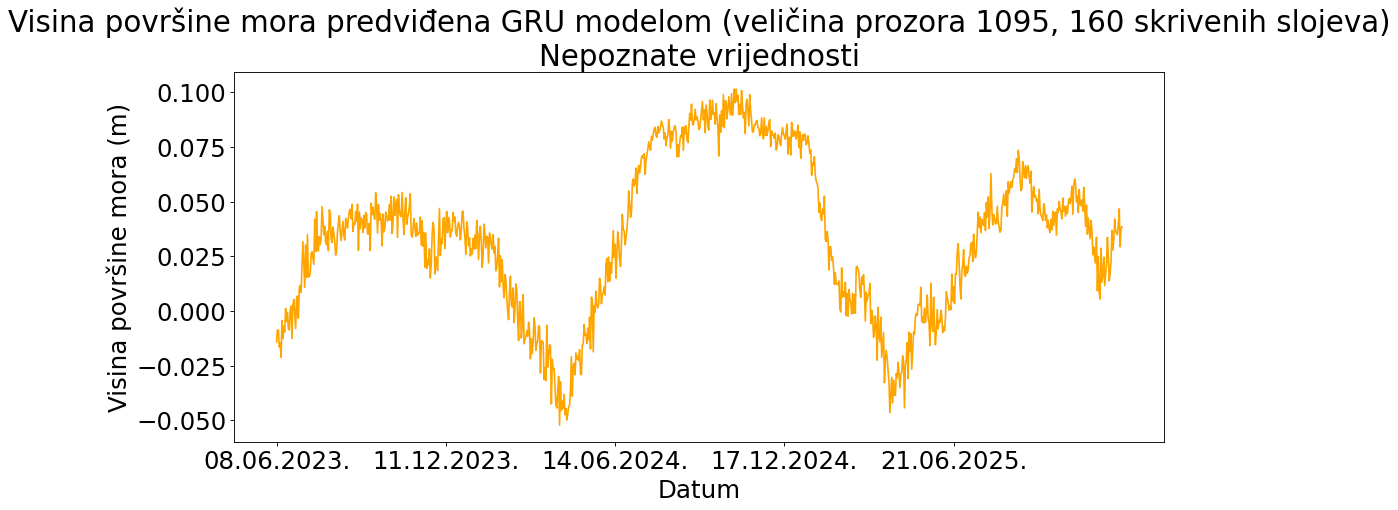 Visina površine mora predviđena GRU modelom (veličina prozora 1095, 160 skrivenih slojeva)
Nepoznate vrijednosti
Visina površine mora (m)
0.100
0.075
0.050
0.025
0.000
−0.025
−0.050
08.06.2023. 11.12.2023. 14.06.2024. 17.12.2024. 21.06.2025.
Datum